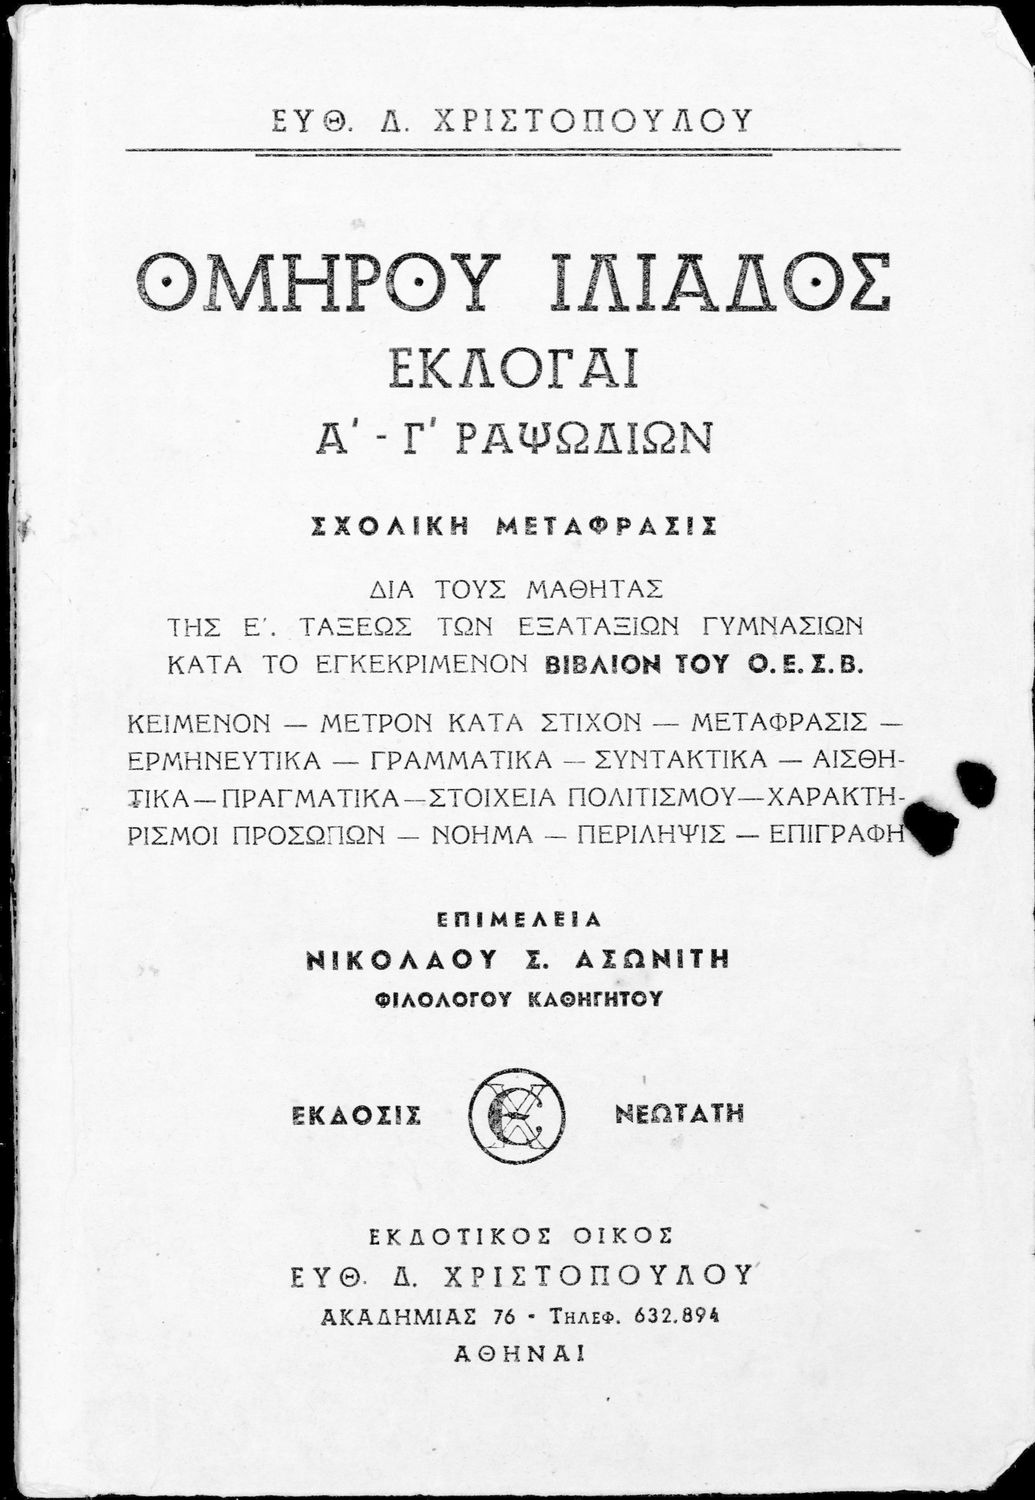 ΕΥΘ. Δ. ΧΡΙΣΤΟΠΟΥΛΟΥ
ΟΜΗΡΟΥ ΙΛΙΑΔΟΣ
ΕΚΛΟΓΑΙ
Α' - Γ' ΡΑΨΩΔΙΩΝ
ΣΧΟΛΙΚΗ ΜΕΤΑΦΡΑΣΙΣ
ΔΙΑ ΤΟΥΣ ΜΑΘΗΤΑΣ
ΤΗΣ Ε'. ΤΑΞΕΩΣ ΤΩΝ ΕΞΑΤΑΞΙΩΝ ΓΥΜΝΑΣΙΩΝ
ΚΑΤΑ ΤΟ ΕΓΚΕΚΡΙΜΕΝΟΝ ΒΙΒΛΙΟΝ ΤΟΥ Ο.Ε.Σ.Β.
ΚΕΙΜΕΝΟΝ — ΜΕΤΡΟΝ ΚΑΤΑ ΣΤΙΧΟΝ — ΜΕΤΑΦΡΑΣΙΣ —
ΕΡΜΗΝΕΥΤΙΚΑ — ΓΡΑΜΜΑΤΙΚΑ — ΣΥΝΤΑΚΤΙΚΑ — ΑΙΣΘΗ-
ΤΙΚΑ—ΠΡΑΓΜΑΤΙΚΑ—ΣΤΟΙΧΕΙΑ ΠΟΛΙΤΙΣΜΟΥ—ΧΑΡΑΚΤΗ-
ΡΙΣΜΟΙ ΠΡΟΣΩΠΩΝ — ΝΟΗΜΑ — ΠΕΡΙΛΗΨΙΣ — ΕΠΙΓΡΑΦΗ
ΕΠΙΜΕΛΕΙΑ
ΝΙΚΟΛΑΟΥ Σ. ΑΣΩΝΙΤΗ
ΦΙΛΟΛΟΓΟΥ ΚΑΘΗΓΗΤΟΥ
ΕΚΔΟΣΙΣ ΕΧ ΝΕΩΤΑΤΗ
ΕΚΔΟΤΙΚΟΣ ΟΙΚΟΣ
ΕΥΘ. Δ. ΧΡΙΣΤΟΠΟΥΛΟΥ
ΑΚΑΔΗΜΙΑΣ 76 - ΤΗΛΕΦ. 632.894
ΑΘΗΝΑΙ